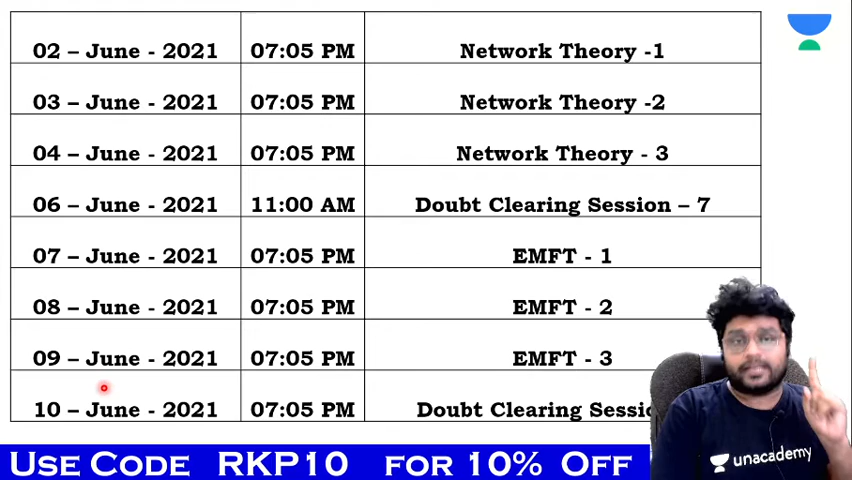 02 – June - 2021 07:05 PM Network Theory -1
03 – June - 2021 07:05 PM Network Theory -2
04 – June - 2021 07:05 PM Network Theory - 3
06 – June - 2021 11:00 AM Doubt Clearing Session – 7
07 – June - 2021 07:05 PM EMFT - 1
08 – June - 2021 07:05 PM EMFT - 2
09 – June - 2021 07:05 PM EMFT - 3
10 – June - 2021 07:05 PM Doubt Clearing
unacademy
USE CODE RKP10 FOR 10% OFF